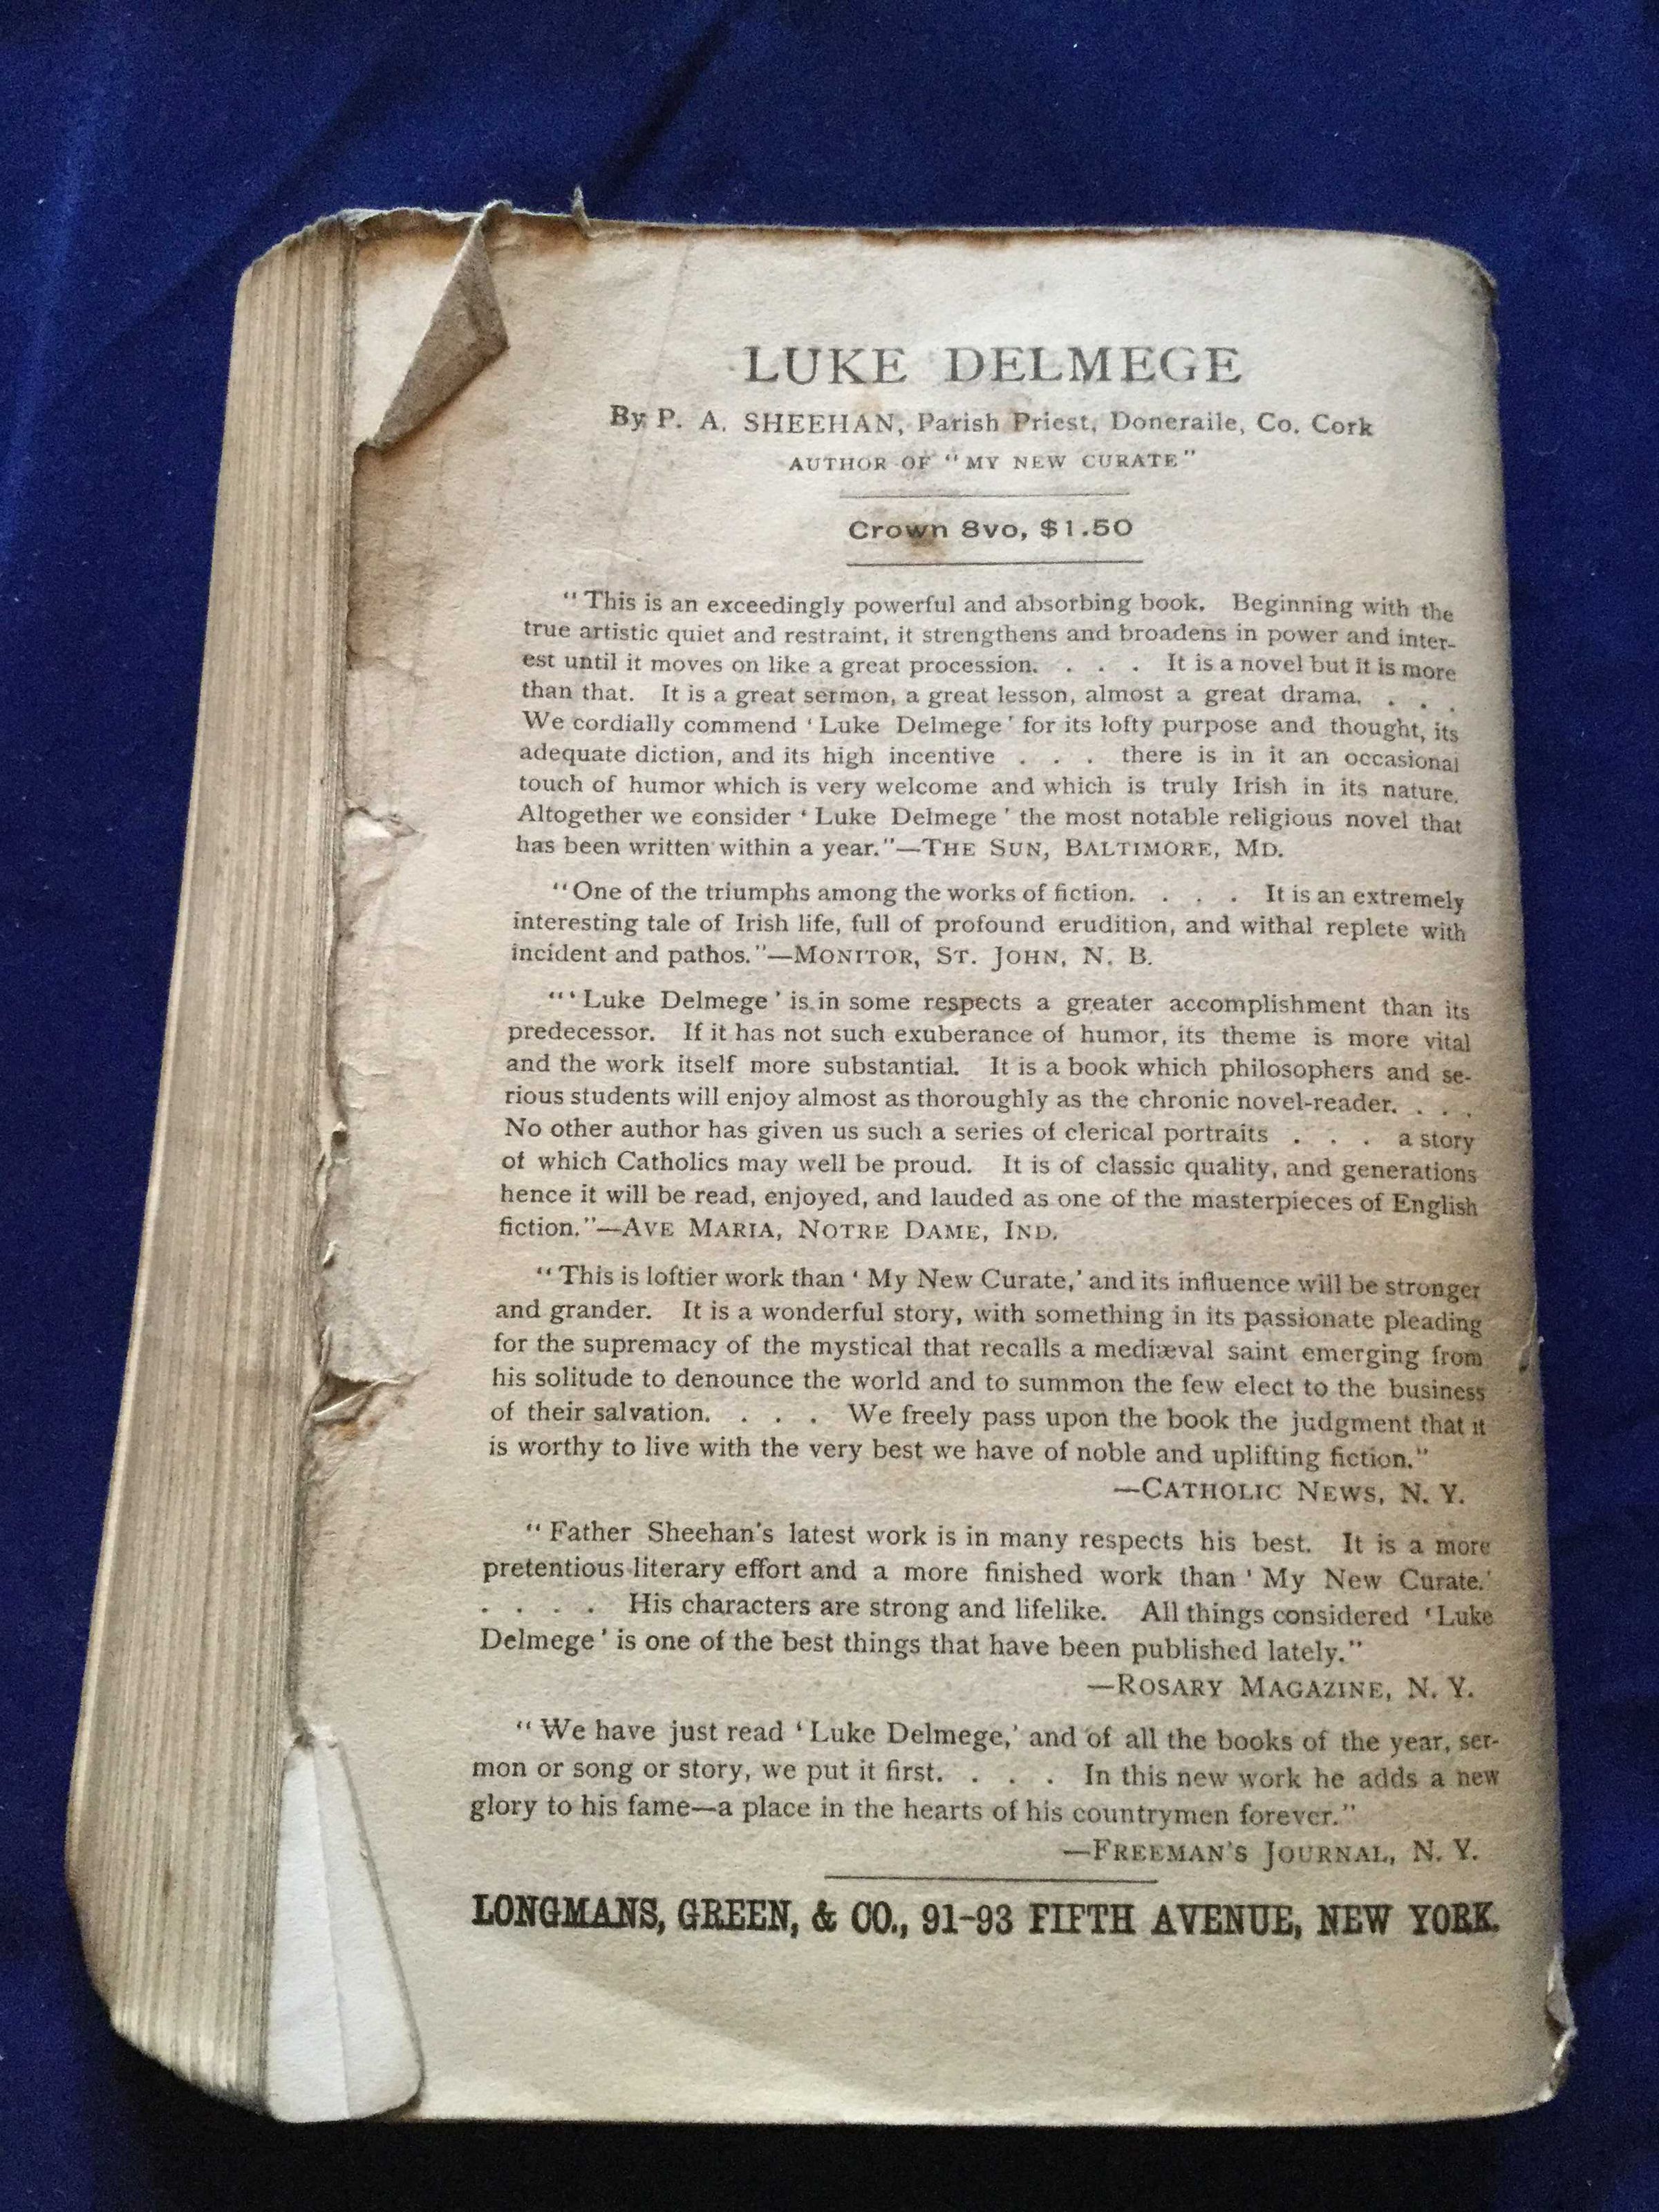 LUKE DELMEGE
By P. A. SHEEHAN, Parish Priest, Doneraile, Co. Cork
AUTHOR OF "MY NEW CURATE"
Crown 8vo, $1.50
"This is an exceedingly powerful and absorbing book. Beginning with the
true artistic quiet and restraint, it strengthens and broadens in power and inter-
est until it moves on like a great procession. . . . It is a novel but it is more
than that. It is a great sermon, a great lesson, almost a great drama. . . .
We cordially commend 'Luke Delmege' for its lofty purpose and thought, its
adequate diction, and its high incentive . . . there is in it an occasional
touch of humor which is very welcome and which is truly Irish in its nature.
Altogether we consider 'Luke Delmege' the most notable religious novel that
has been written within a year."—THE SUN, BALTIMORE, MD.
"One of the triumphs among the works of fiction. . . . It is an extremely
interesting tale of Irish life, full of profound erudition, and withal replete with
incident and pathos."—MONITOR, ST. JOHN, N. B.
"'Luke Delmege' is in some respects a greater accomplishment than its
predecessor. If it has not such exuberance of humor, its theme is more vital
and the work itself more substantial. It is a book which philosophers and se-
rious students will enjoy almost as thoroughly as the chronic novel-reader. . . .
No other author has given us such a series of clerical portraits . . . a story
of which Catholics may well be proud. It is of classic quality, and generations
hence it will be read, enjoyed, and lauded as one of the masterpieces of English
fiction."—AVE MARIA, NOTRE DAME, IND.
"This is loftier work than 'My New Curate,' and its influence will be stronger
and grander. It is a wonderful story, with something in its passionate pleading
for the supremacy of the mystical that recalls a mediæval saint emerging from
his solitude to denounce the world and to summon the few elect to the business
of their salvation. . . . We freely pass upon the book the judgment that it
is worthy to live with the very best we have of noble and uplifting fiction."
—CATHOLIC NEWS, N. Y.
"Father Sheehan's latest work is in many respects his best. It is a more
pretentious literary effort and a more finished work than 'My New Curate.'
. . . . His characters are strong and lifelike. All things considered 'Luke
Delmege' is one of the best things that have been published lately."
—ROSARY MAGAZINE, N. Y.
"We have just read 'Luke Delmege,' and of all the books of the year, ser-
mon or song or story, we put it first. . . . In this new work he adds a new
glory to his fame—a place in the hearts of his countrymen forever."
—FREEMAN'S JOURNAL, N. Y.
LONGMANS, GREEN, & CO., 91-93 FIFTH AVENUE, NEW YORK.